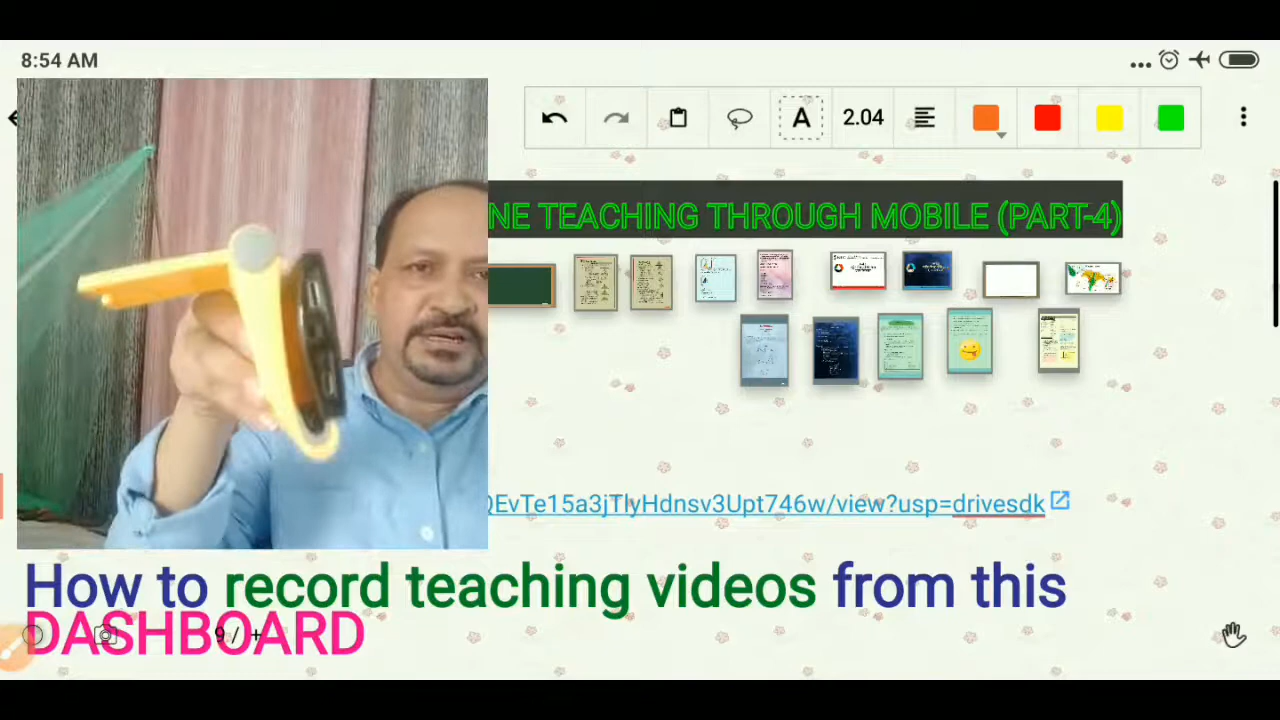 8:54 AM
A 2.04
NE TEACHING THROUGH MOBILE (PART-4)
QEvTe15a3jTlyHdnsv3Upt746w/view?usp=drivesdk
How to record teaching videos from this
DASHBOARD
9 / +